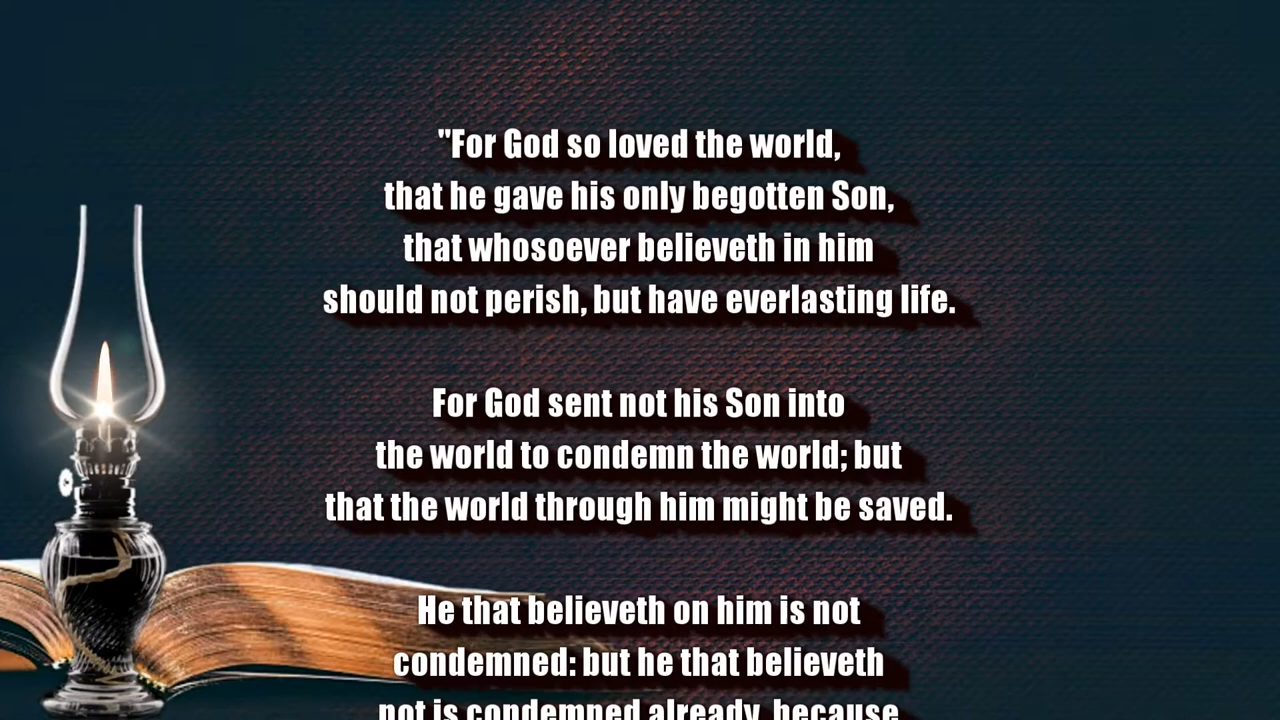 "For God so loved the world,
that he gave his only begotten Son,
that whosoever believeth in him
should not perish, but have everlasting life.
For God sent not his Son into
the world to condemn the world; but
that the world through him might be saved.
He that believeth on him is not
condemned: but he that believeth
not is condemned already, because